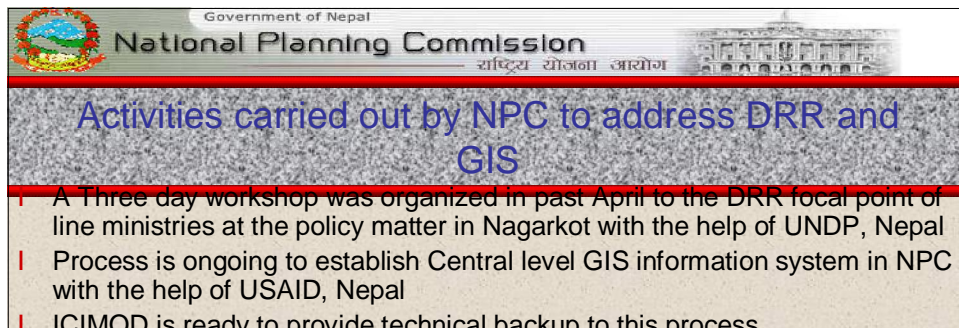 Government of Nepal
National Planning Commission
राष्ट्रिय योजना आयोग
Activities carried out by NPC to address DRR and
GIS
l A Three day workshop was organized in past April to the DRR focal point of
line ministries at the policy matter in Nagarkot with the help of UNDP, Nepal
l Process is ongoing to establish Central level GIS information system in NPC
with the help of USAID, Nepal
l ICIMOD is ready to provide technical backup to this process